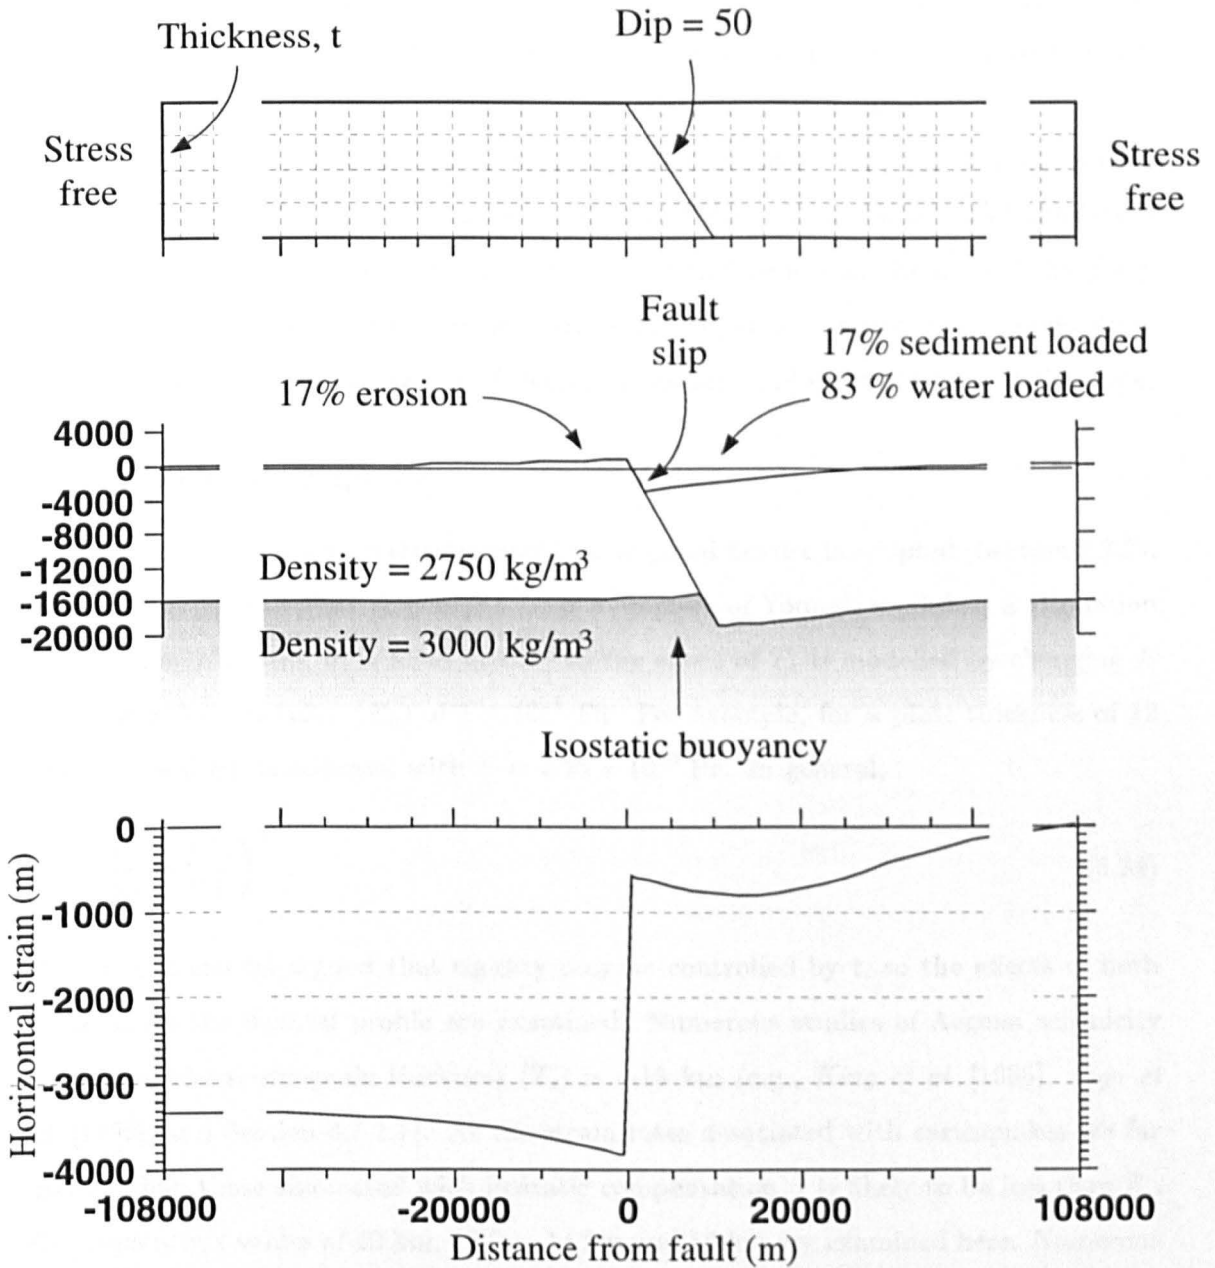 Thickness, t
Dip = 50
Stress
free
Stress
free
Fault
slip
17% sediment loaded
83 % water loaded
17% erosion
4000
0
-4000
-8000
-12000
-16000
-20000
Density = 2750 kg/m³
Density = 3000 kg/m³
Isostatic buoyancy
Horizontal strain (m)
0
-1000
-2000
-3000
-4000
-108000
-20000
0
20000
108000
Distance from fault (m)